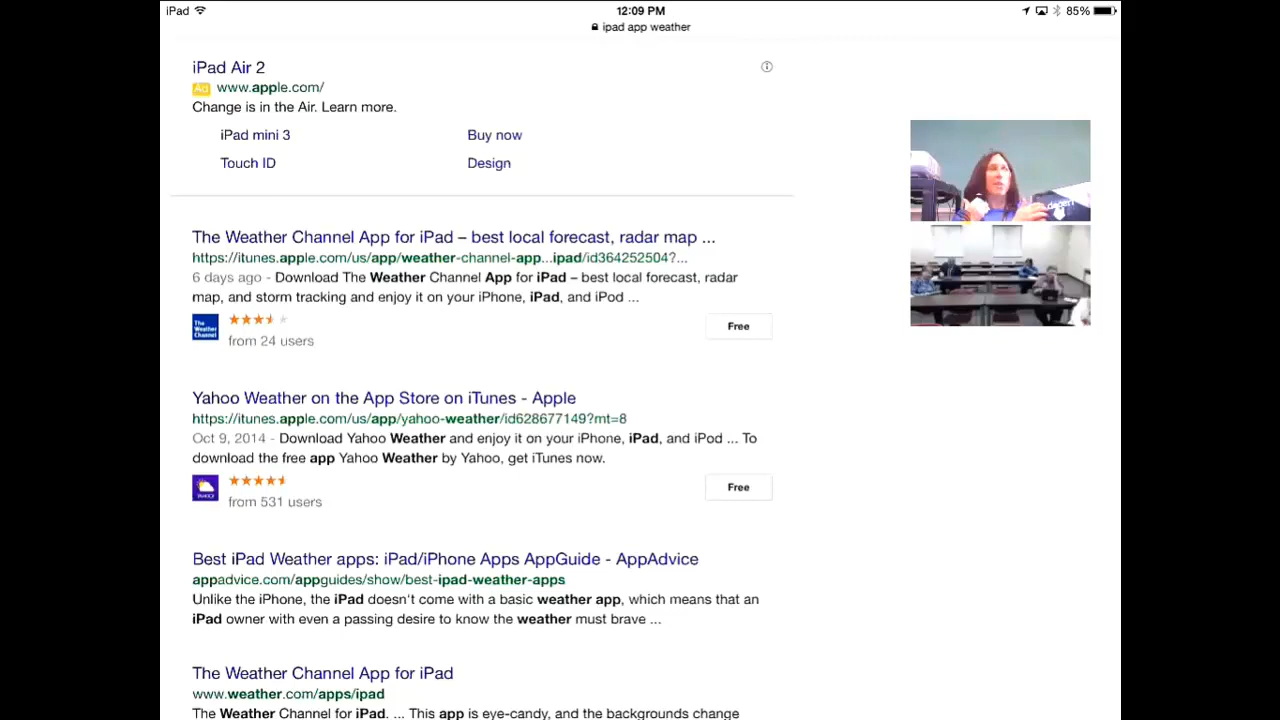 iPad 12:09 PM 85%
ipad app weather
iPad Air 2
Ad www.apple.com/
Change is in the Air. Learn more.
iPad mini 3 Buy now
Touch ID Design
The Weather Channel App for iPad – best local forecast, radar map ...
https://itunes.apple.com/us/app/weather-channel-app...ipad/id364252504?...
6 days ago - Download The Weather Channel App for iPad – best local forecast, radar
map, and storm tracking and enjoy it on your iPhone, iPad, and iPod ...
The Weather Channel
from 24 users
Free
Yahoo Weather on the App Store on iTunes - Apple
https://itunes.apple.com/us/app/yahoo-weather/id628677149?mt=8
Oct 9, 2014 - Download Yahoo Weather and enjoy it on your iPhone, iPad, and iPod ... To
download the free app Yahoo Weather by Yahoo, get iTunes now.
YAHOO!
from 531 users
Free
Best iPad Weather apps: iPad/iPhone Apps AppGuide - AppAdvice
appadvice.com/appguides/show/best-ipad-weather-apps
Unlike the iPhone, the iPad doesn't come with a basic weather app, which means that an
iPad owner with even a passing desire to know the weather must brave ...
The Weather Channel App for iPad
www.weather.com/apps/ipad
The Weather Channel for iPad. ... This app is eye-candy, and the backgrounds change